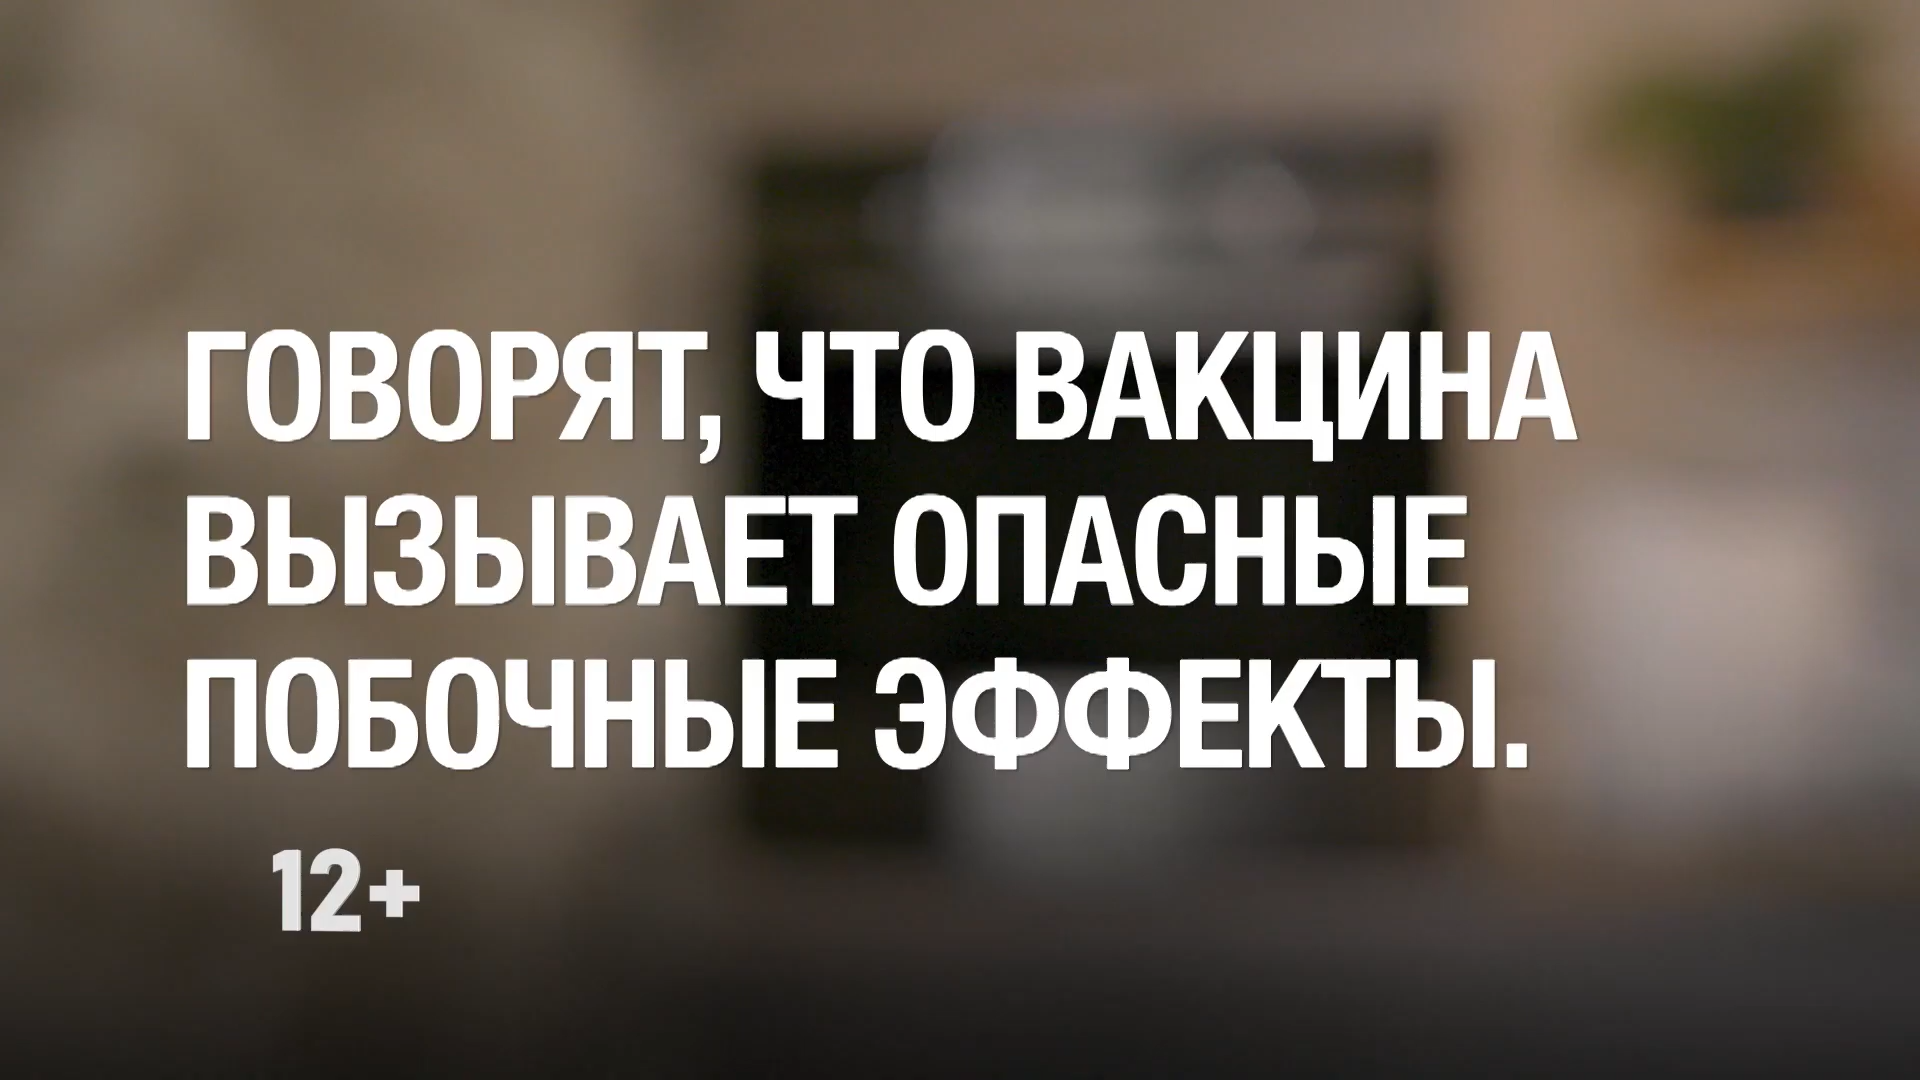 ГОВОРЯТ, ЧТО ВАКЦИНА
ВЫЗЫВАЕТ ОПАСНЫЕ
ПОБОЧНЫЕ ЭФФЕКТЫ.
12+